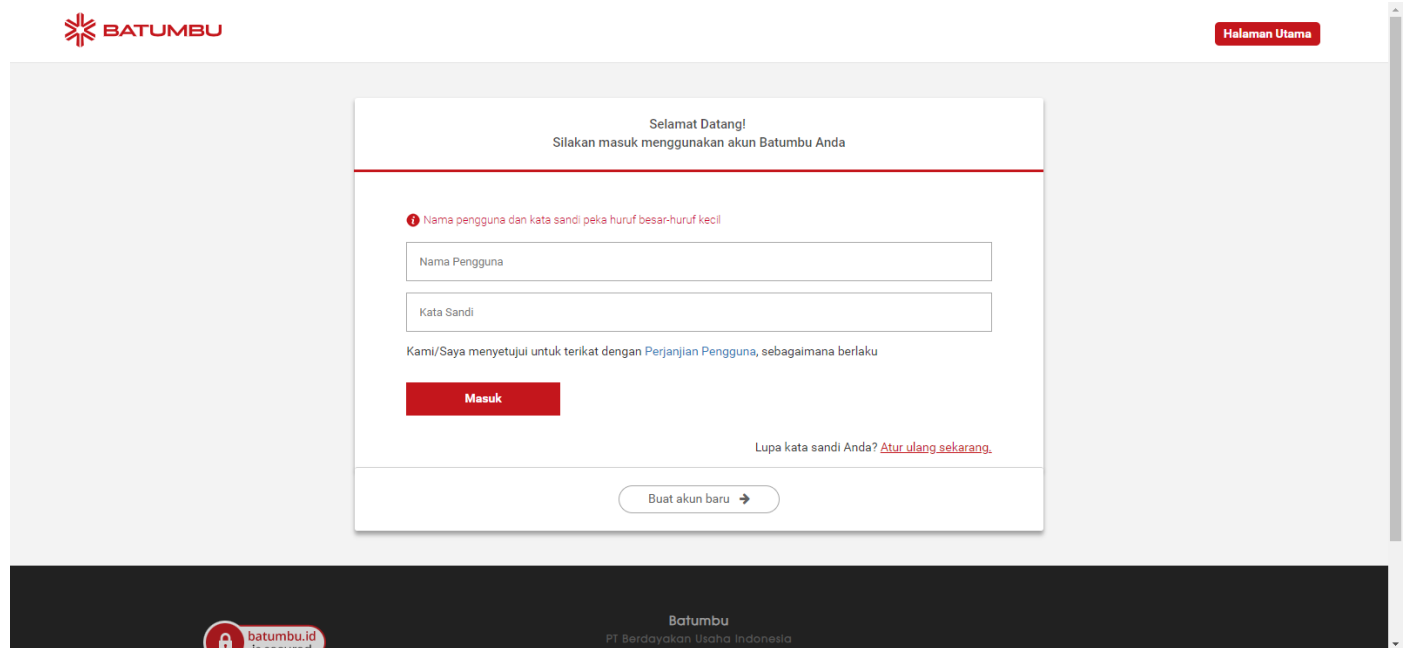 BATUMBU
Halaman Utama
Selamat Datang!
Silakan masuk menggunakan akun Batumbu Anda
Nama pengguna dan kata sandi peka huruf besar-huruf kecil
Nama Pengguna
Kata Sandi
Kami/Saya menyetujui untuk terikat dengan Perjanjian Pengguna, sebagaimana berlaku
Masuk
Lupa kata sandi Anda? Atur ulang sekarang.
Buat akun baru
Batumbu
PT Berdayakan Usaha Indonesia
batumbu.id
is secured